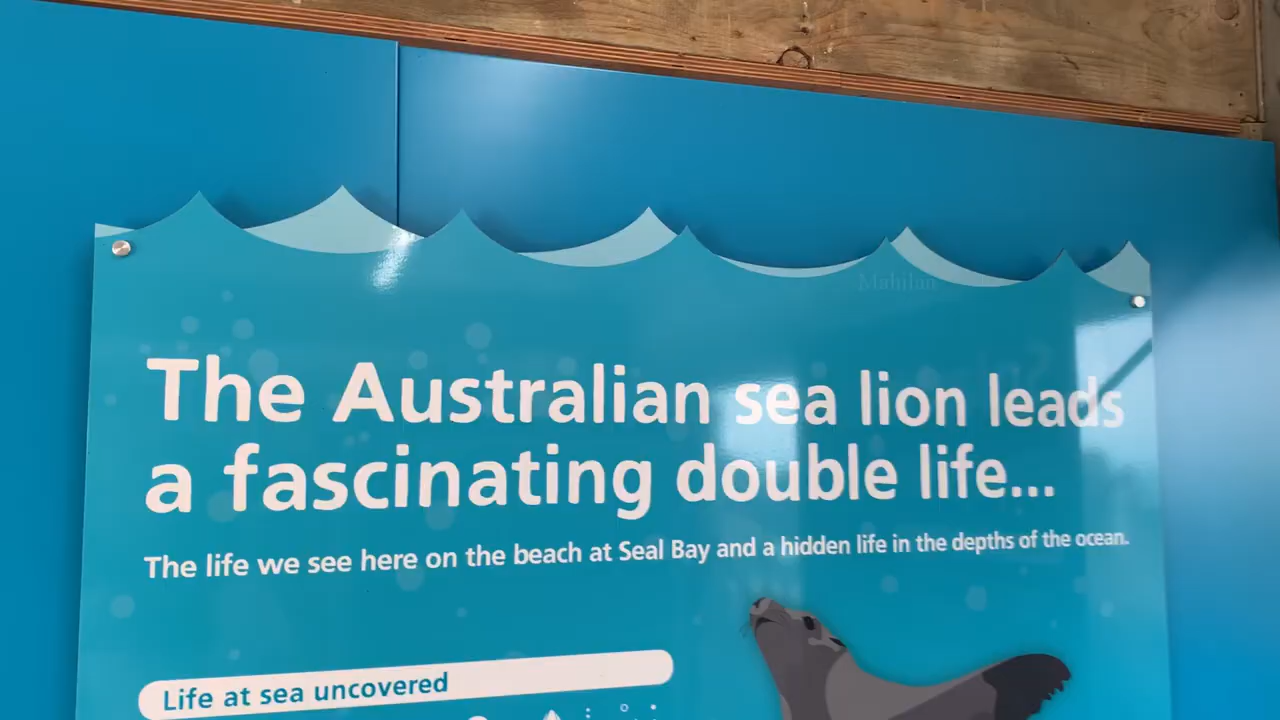 Mahilan
The Australian sea lion leads
a fascinating double life...
The life we see here on the beach at Seal Bay and a hidden life in the depths of the ocean.
Life at sea uncovered